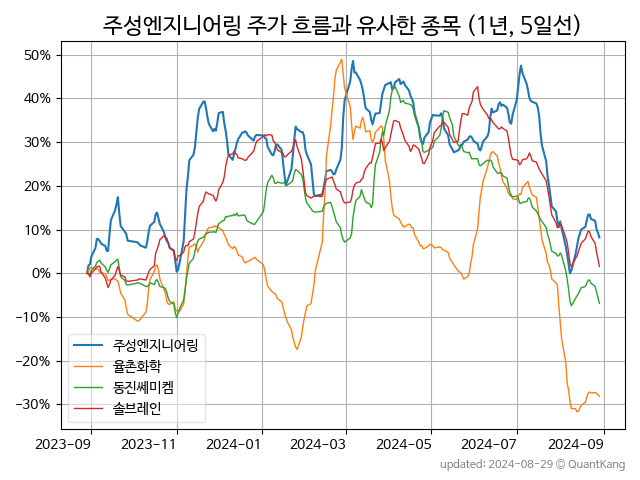 주성엔지니어링 주가 흐름과 유사한 종목 (1년, 5일선)
50%
40%
30%
20%
10%
0%
−10%
−20%
−30%
주성엔지니어링
율촌화학
동진쎄미켐
솔브레인
2023-09 2023-11 2024-01 2024-03 2024-05 2024-07 2024-09
updated: 2024-08-29 © QuantKang